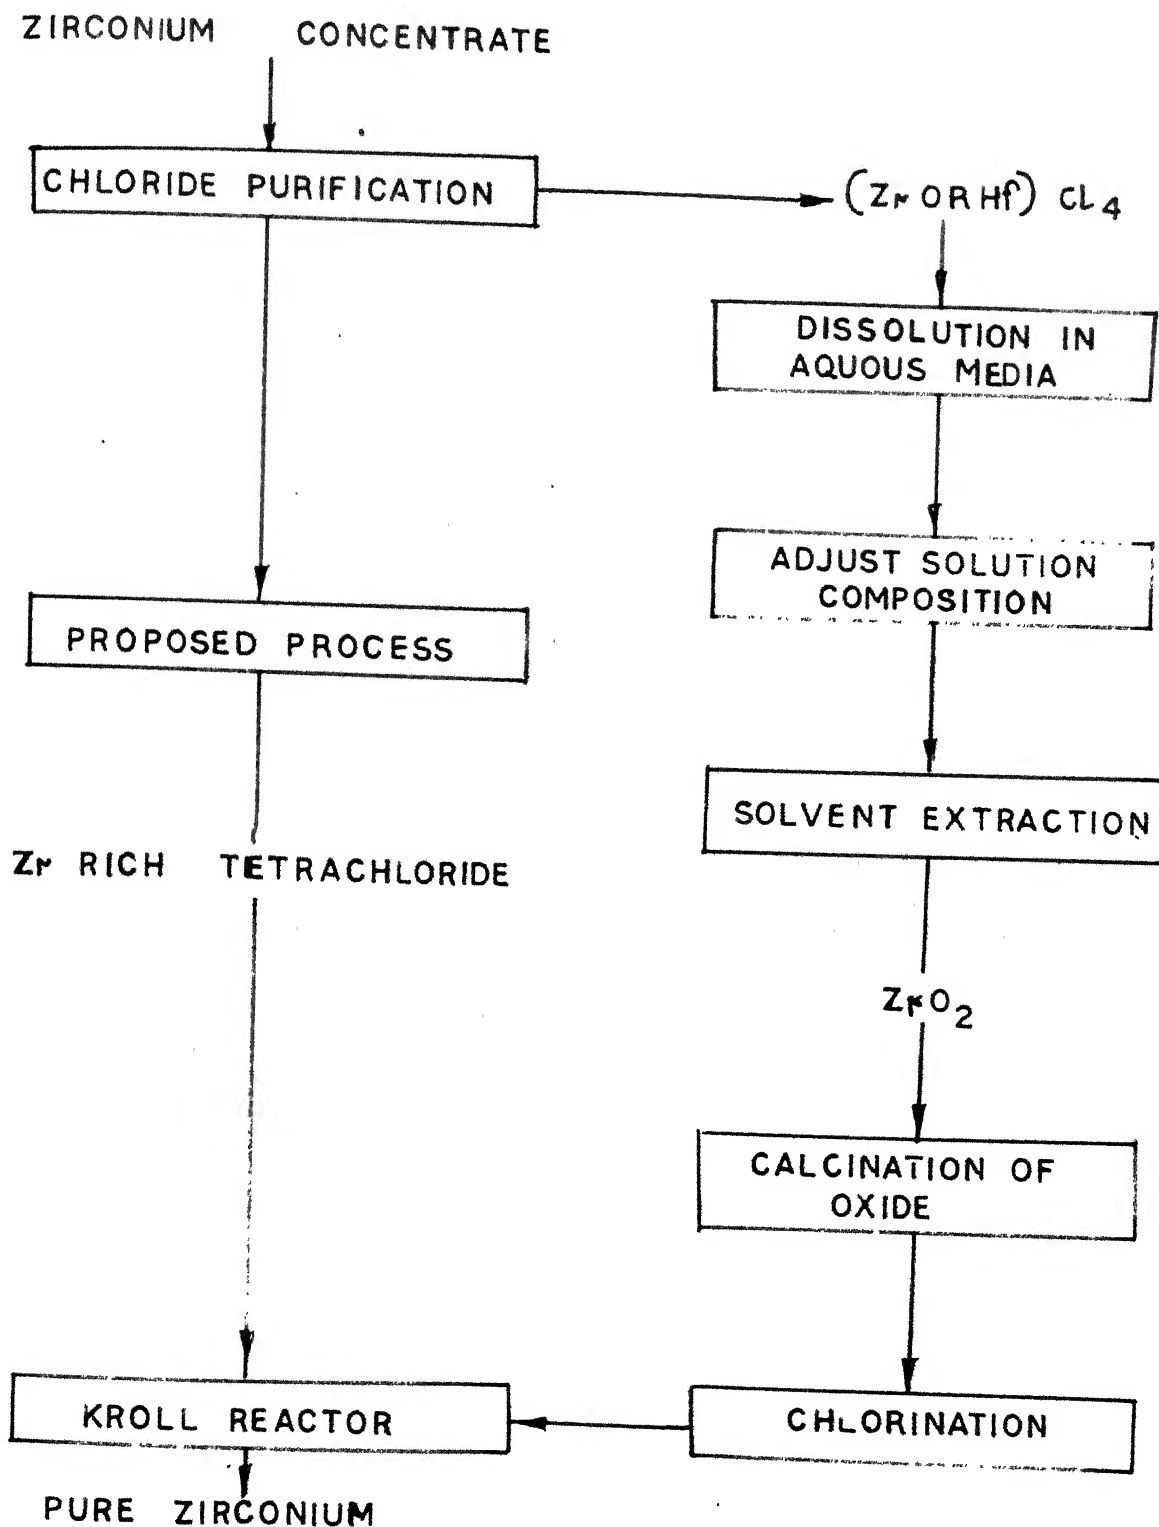 ZIRCONIUM CONCENTRATE
CHLORIDE PURIFICATION
(Zr OR Hf) CL4
DISSOLUTION IN
AQUOUS MEDIA
ADJUST SOLUTION
COMPOSITION
PROPOSED PROCESS
SOLVENT EXTRACTION
Zr RICH TETRACHLORIDE
ZrO2
CALCINATION OF
OXIDE
KROLL REACTOR
CHLORINATION
PURE ZIRCONIUM